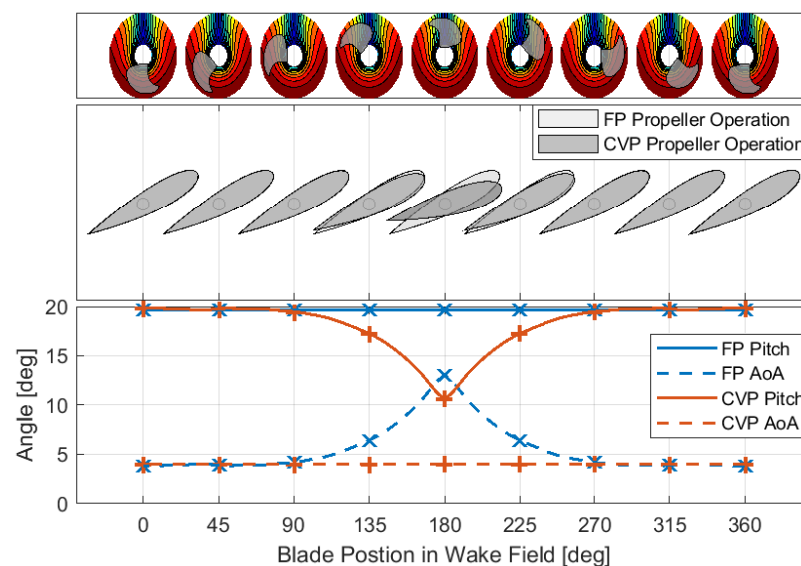 FP Propeller Operation
CVP Propeller Operation
20
15
10
5
0
Angle [deg]
FP Pitch
FP AoA
CVP Pitch
CVP AoA
0 45 90 135 180 225 270 315 360
Blade Postion in Wake Field [deg]